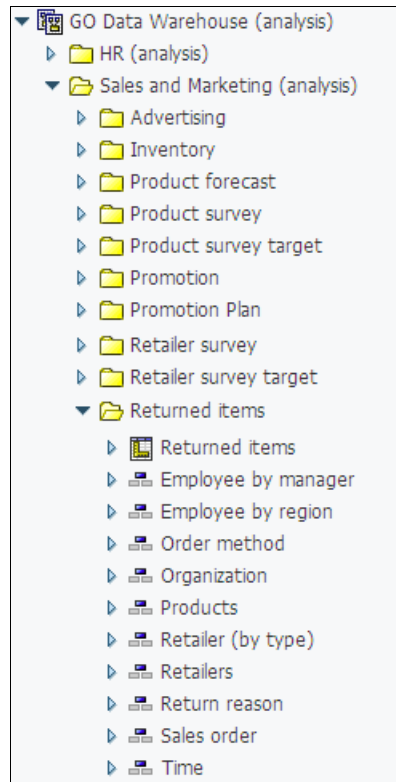 GO Data Warehouse (analysis)
HR (analysis)
Sales and Marketing (analysis)
Advertising
Inventory
Product forecast
Product survey
Product survey target
Promotion
Promotion Plan
Retailer survey
Retailer survey target
Returned items
Returned items
Employee by manager
Employee by region
Order method
Organization
Products
Retailer (by type)
Retailers
Return reason
Sales order
Time